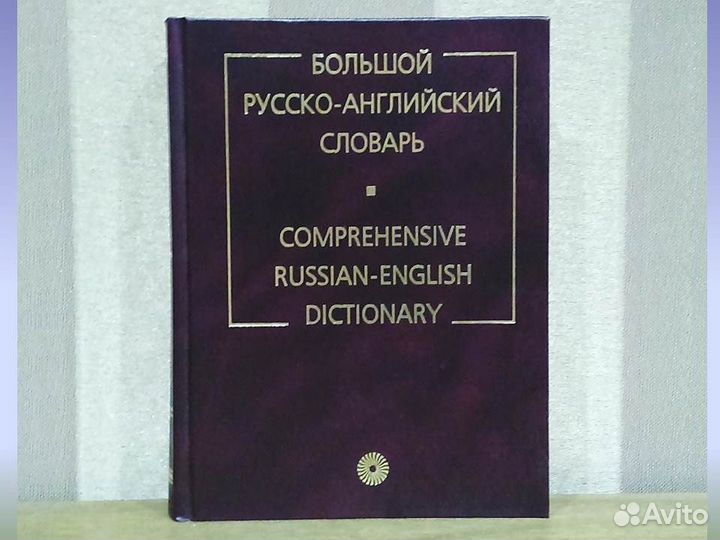 БОЛЬШОЙ
РУССКО-АНГЛИЙСКИЙ
СЛОВАРЬ
COMPREHENSIVE
RUSSIAN-ENGLISH
DICTIONARY
Avito